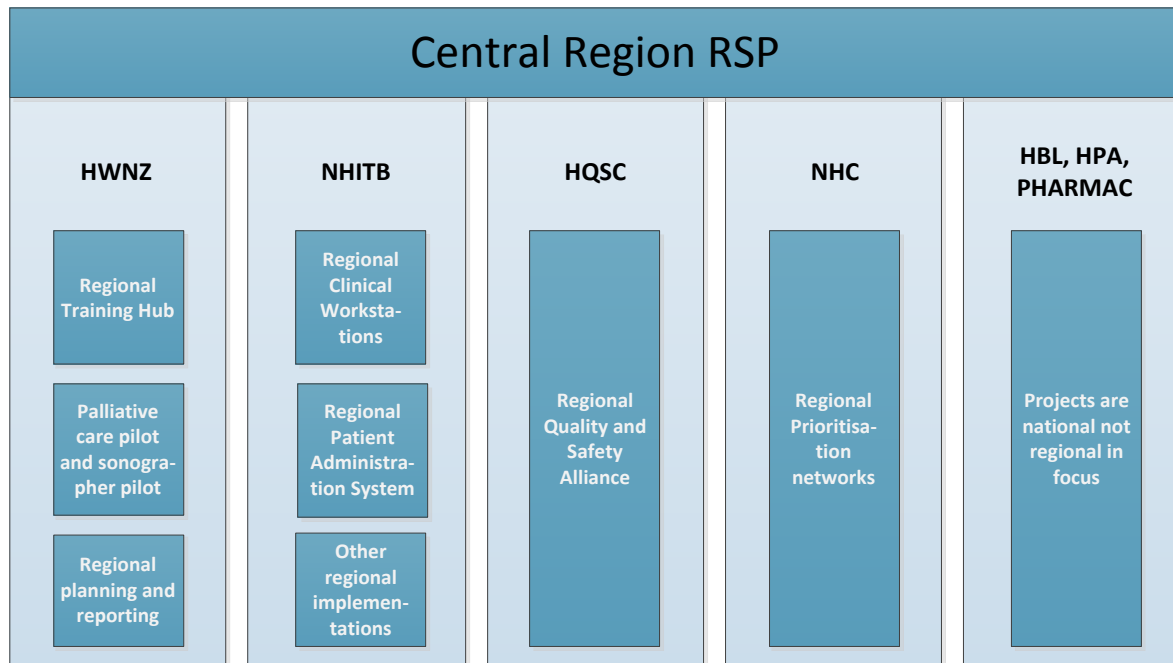 Central Region RSP
HWNZ
Regional
Training Hub
Palliative
care pilot
and sonogra-
pher pilot
Regional
planning and
reporting
NHITB
Regional
Clinical
Worksta-
tions
Regional
Patient
Administra-
tion System
Other
regional
implemen-
tations
HQSC
Regional
Quality and
Safety
Alliance
NHC
Regional
Prioritisa-
tion
networks
HBL, HPA,
PHARMAC
Projects are
national not
regional in
focus